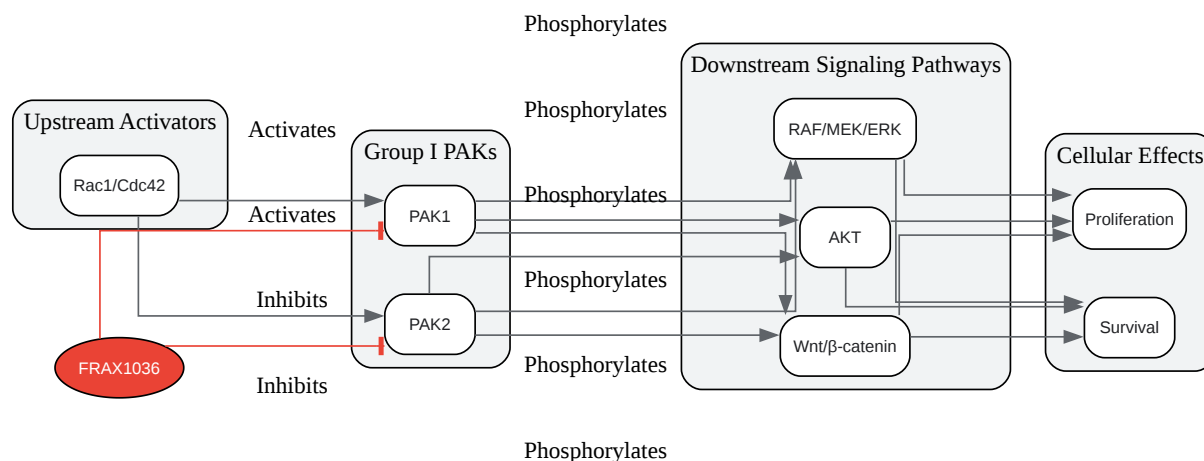 Phosphorylates
Downstream Signaling Pathways
Phosphorylates
RAF/MEK/ERK
Upstream Activators
Activates
Group I PAKs
Cellular Effects
Rac1/Cdc42
Phosphorylates
PAK1
Activates
Proliferation
AKT
Phosphorylates
Inhibits
PAK2
Survival
Wnt/β-catenin
FRAX1036
Phosphorylates
Inhibits
Phosphorylates